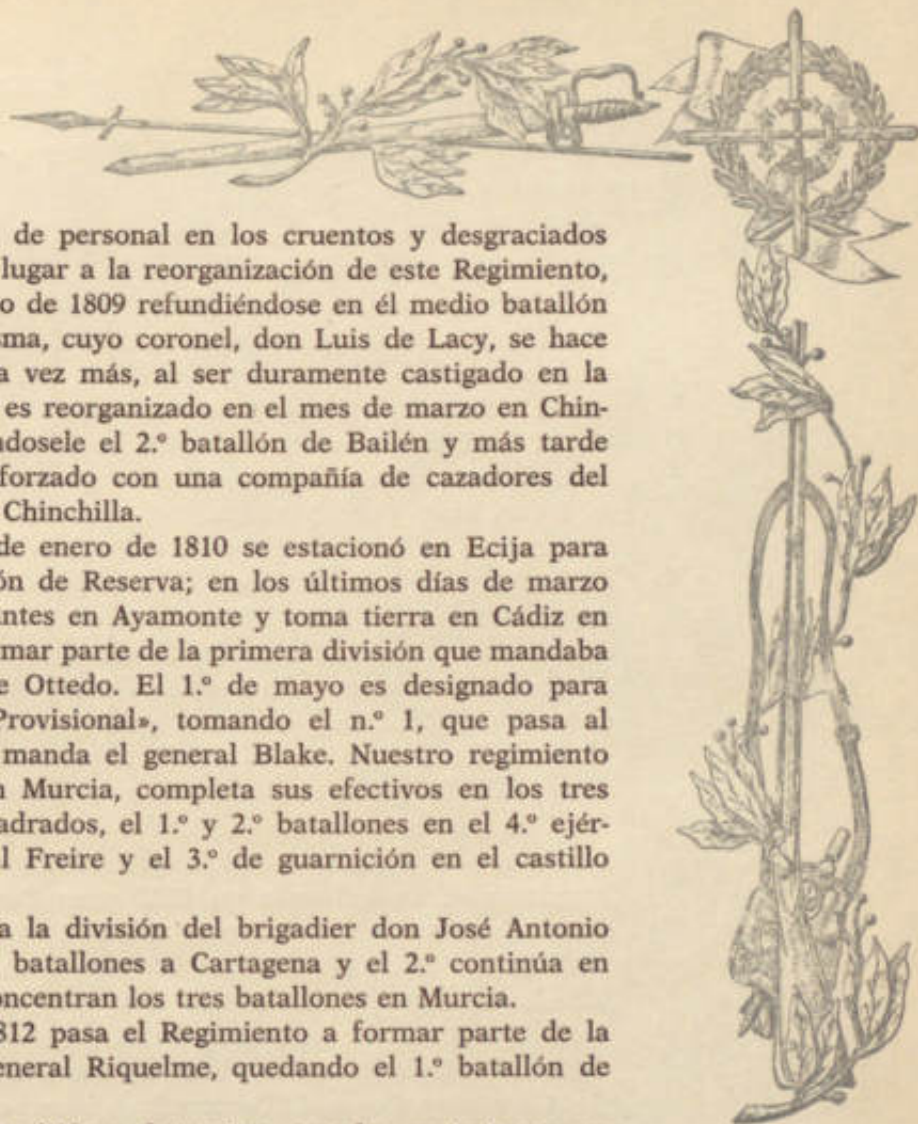 de personal en los cruentos y desgraciados
lugar a la reorganización de este Regimiento,
o de 1809 refundiéndose en él medio batallón
sma, cuyo coronel, don Luis de Lacy, se hace
a vez más, al ser duramente castigado en la
es reorganizado en el mes de marzo en Chin-
ndosele el 2.º batallón de Bailén y más tarde
forzado con una compañía de cazadores del
Chinchilla.
de enero de 1810 se estacionó en Ecija para
ón de Reserva; en los últimos días de marzo
antes en Ayamonte y toma tierra en Cádiz en
mar parte de la primera división que mandaba
e Ottedo. El 1.º de mayo es designado para
Provisional», tomando el n.º 1, que pasa al
manda el general Blake. Nuestro regimiento
n Murcia, completa sus efectivos en los tres
adrados, el 1.º y 2.º batallones en el 4.º ejér-
l Freire y el 3.º de guarnición en el castillo
a la división del brigadier don José Antonio
batallones a Cartagena y el 2.º continúa en
oncentran los tres batallones en Murcia.
812 pasa el Regimiento a formar parte de la
eneral Riquelme, quedando el 1.º batallón de